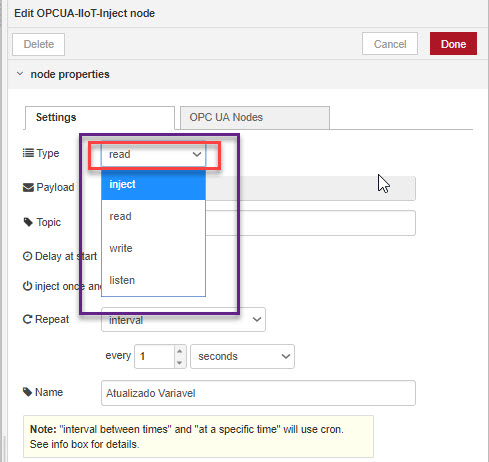 Edit OPCUA-IIoT-Inject node
Delete
Cancel
Done
node properties
Settings
OPC UA Nodes
Type
read
inject
read
write
listen
Payload
Topic
Delay at start
inject once
Repeat
interval
every
1
seconds
Name
Atualizado Variavel
Note: "interval between times" and "at a specific time" will use cron.
See info box for details.